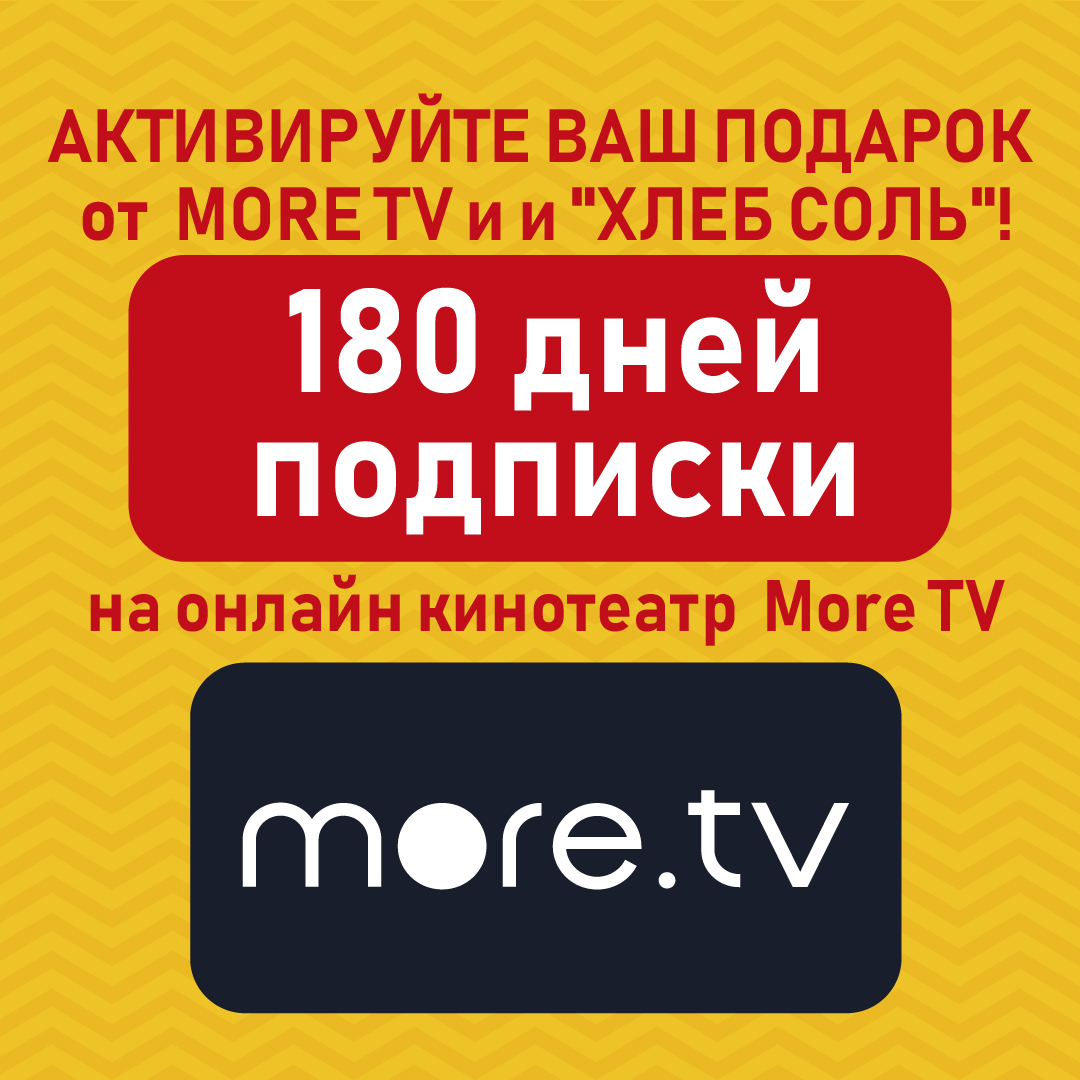 АКТИВИРУЙТЕ ВАШ ПОДАРОК
от MORE TV и и "ХЛЕБ СОЛЬ"!
180 дней
подписки
на онлайн кинотеатр More TV
more.tv